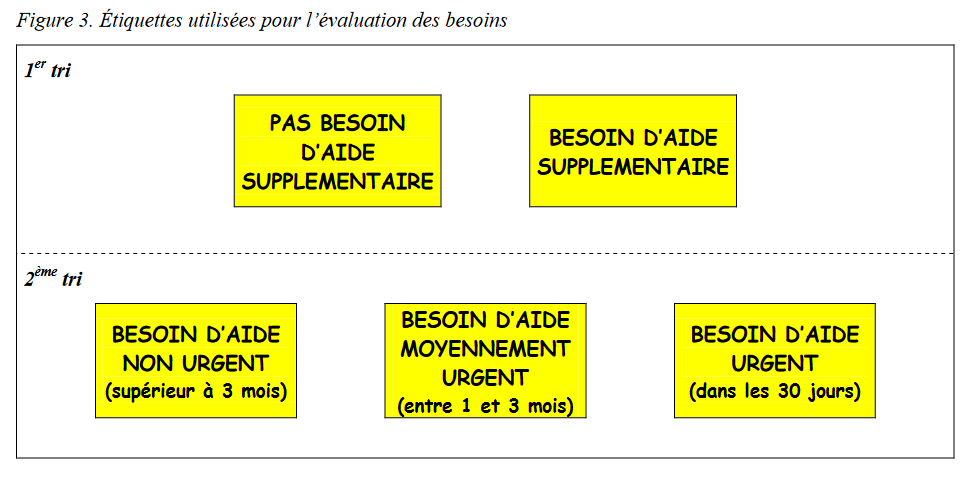 Figure 3. Étiquettes utilisées pour l’évaluation des besoins
1er tri
PAS BESOIN
D’AIDE
SUPPLEMENTAIRE
BESOIN D’AIDE
SUPPLEMENTAIRE
2ème tri
BESOIN D’AIDE
NON URGENT
(supérieur à 3 mois)
BESOIN D’AIDE
MOYENNEMENT
URGENT
(entre 1 et 3 mois)
BESOIN D’AIDE
URGENT
(dans les 30 jours)